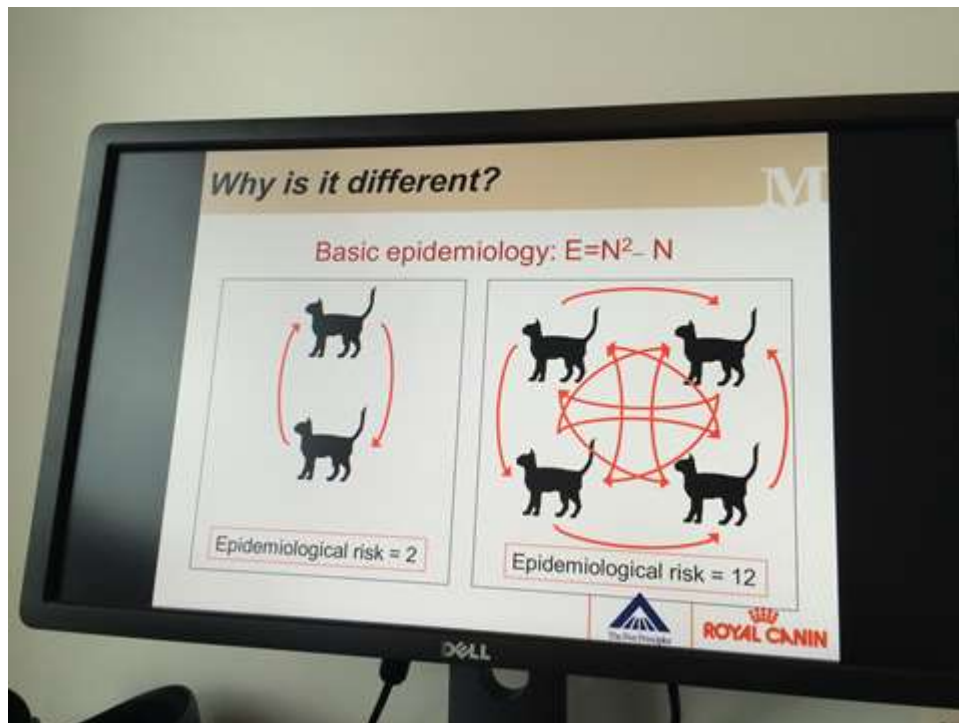 Why is it different?
M
Basic epidemiology: E=N²– N
Epidemiological risk = 2
Epidemiological risk = 12
ROYAL CANIN
DELL